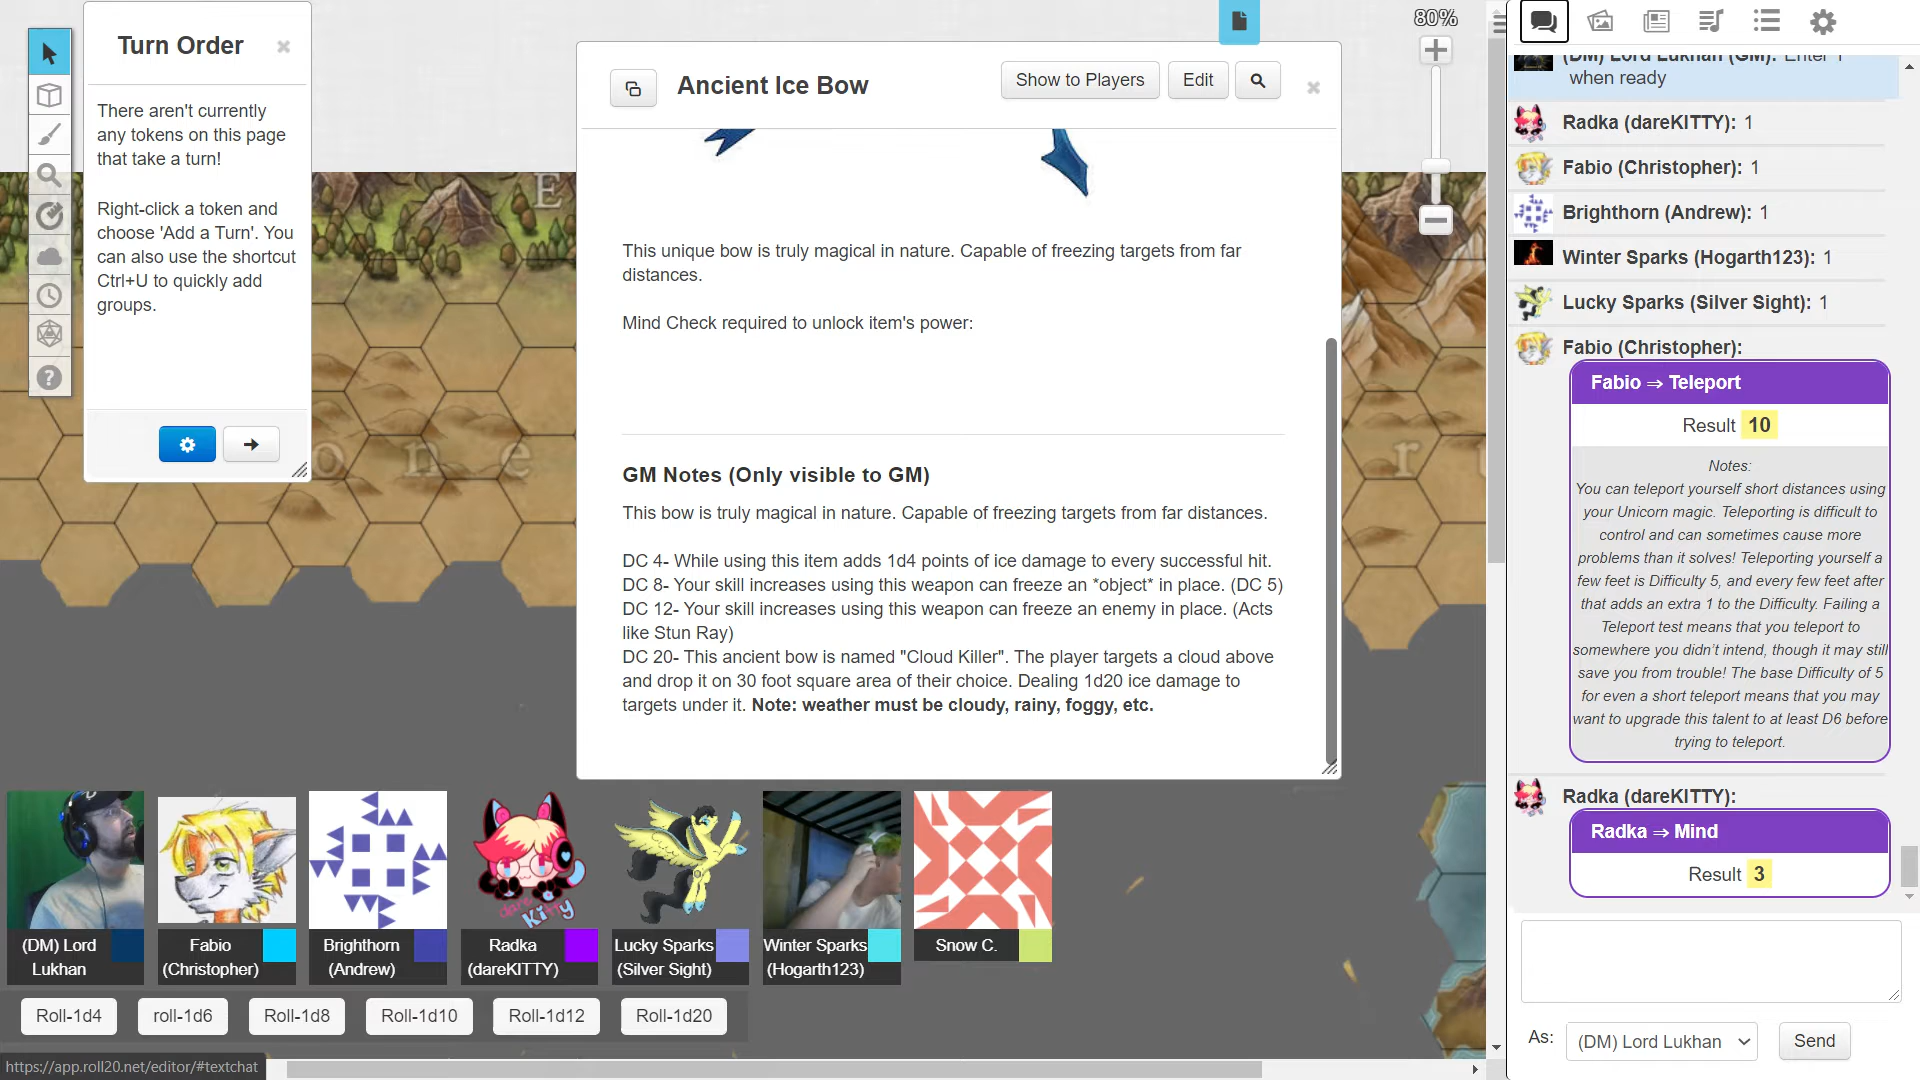 Turn Order
There aren't currently
any tokens on this page
that take a turn!
Right-click a token and
choose 'Add a Turn'. You
can also use the shortcut
Ctrl+U to quickly add
groups.
E
o n e
r
Ancient Ice Bow
Show to Players
Edit
This unique bow is truly magical in nature. Capable of freezing targets from far
distances.
Mind Check required to unlock item's power:
GM Notes (Only visible to GM)
This bow is truly magical in nature. Capable of freezing targets from far distances.
DC 4- While using this item adds 1d4 points of ice damage to every successful hit.
DC 8- Your skill increases using this weapon can freeze an *object* in place. (DC 5)
DC 12- Your skill increases using this weapon can freeze an enemy in place. (Acts
like Stun Ray)
DC 20- This ancient bow is named "Cloud Killer". The player targets a cloud above
and drop it on 30 foot square area of their choice. Dealing 1d20 ice damage to
targets under it. Note: weather must be cloudy, rainy, foggy, etc.
80%
(DM) Lord Lukhan (GM): Enter 1
when ready
Radka (dareKITTY): 1
Fabio (Christopher): 1
Brighthorn (Andrew): 1
Winter Sparks (Hogarth123): 1
Lucky Sparks (Silver Sight): 1
Fabio (Christopher):
Fabio ⇒ Teleport
Result 10
Notes:
You can teleport yourself short distances using
your Unicorn magic. Teleporting is difficult to
control and can sometimes cause more
problems than it solves! Teleporting yourself a
few feet is Difficulty 5, and every few feet after
that adds an extra 1 to the Difficulty. Failing a
Teleport test means that you teleport to
somewhere you didn't intend, though it may still
save you from trouble! The base Difficulty of 5
for even a short teleport means that you may
want to upgrade this talent to at least D6 before
trying to teleport.
Radka (dareKITTY):
Radka ⇒ Mind
Result 3
As:
(DM) Lord Lukhan
Send
dare
Kitty
(DM) Lord
Lukhan
Fabio
(Christopher)
Brighthorn
(Andrew)
Radka
(dareKITTY)
Lucky Sparks
(Silver Sight)
Winter Sparks
(Hogarth123)
Snow C.
Roll-1d4
roll-1d6
Roll-1d8
Roll-1d10
Roll-1d12
Roll-1d20
https://app.roll20.net/editor/#textchat